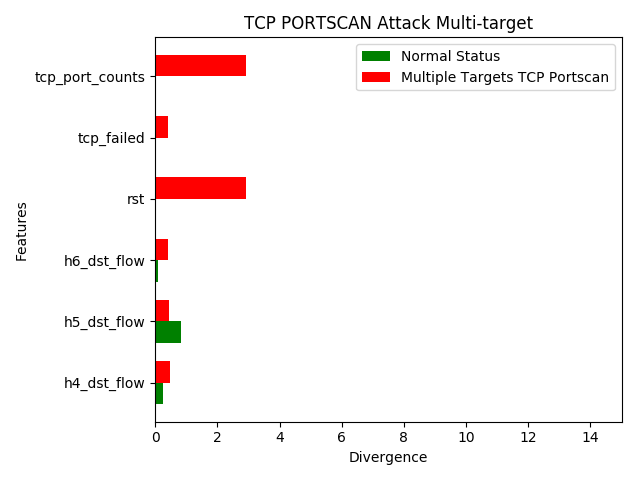 TCP PORTSCAN Attack Multi-target
Normal Status
Multiple Targets TCP Portscan
tcp_port_counts
tcp_failed
rst
h6_dst_flow
h5_dst_flow
h4_dst_flow
Features
0 2 4 6 8 10 12 14
Divergence